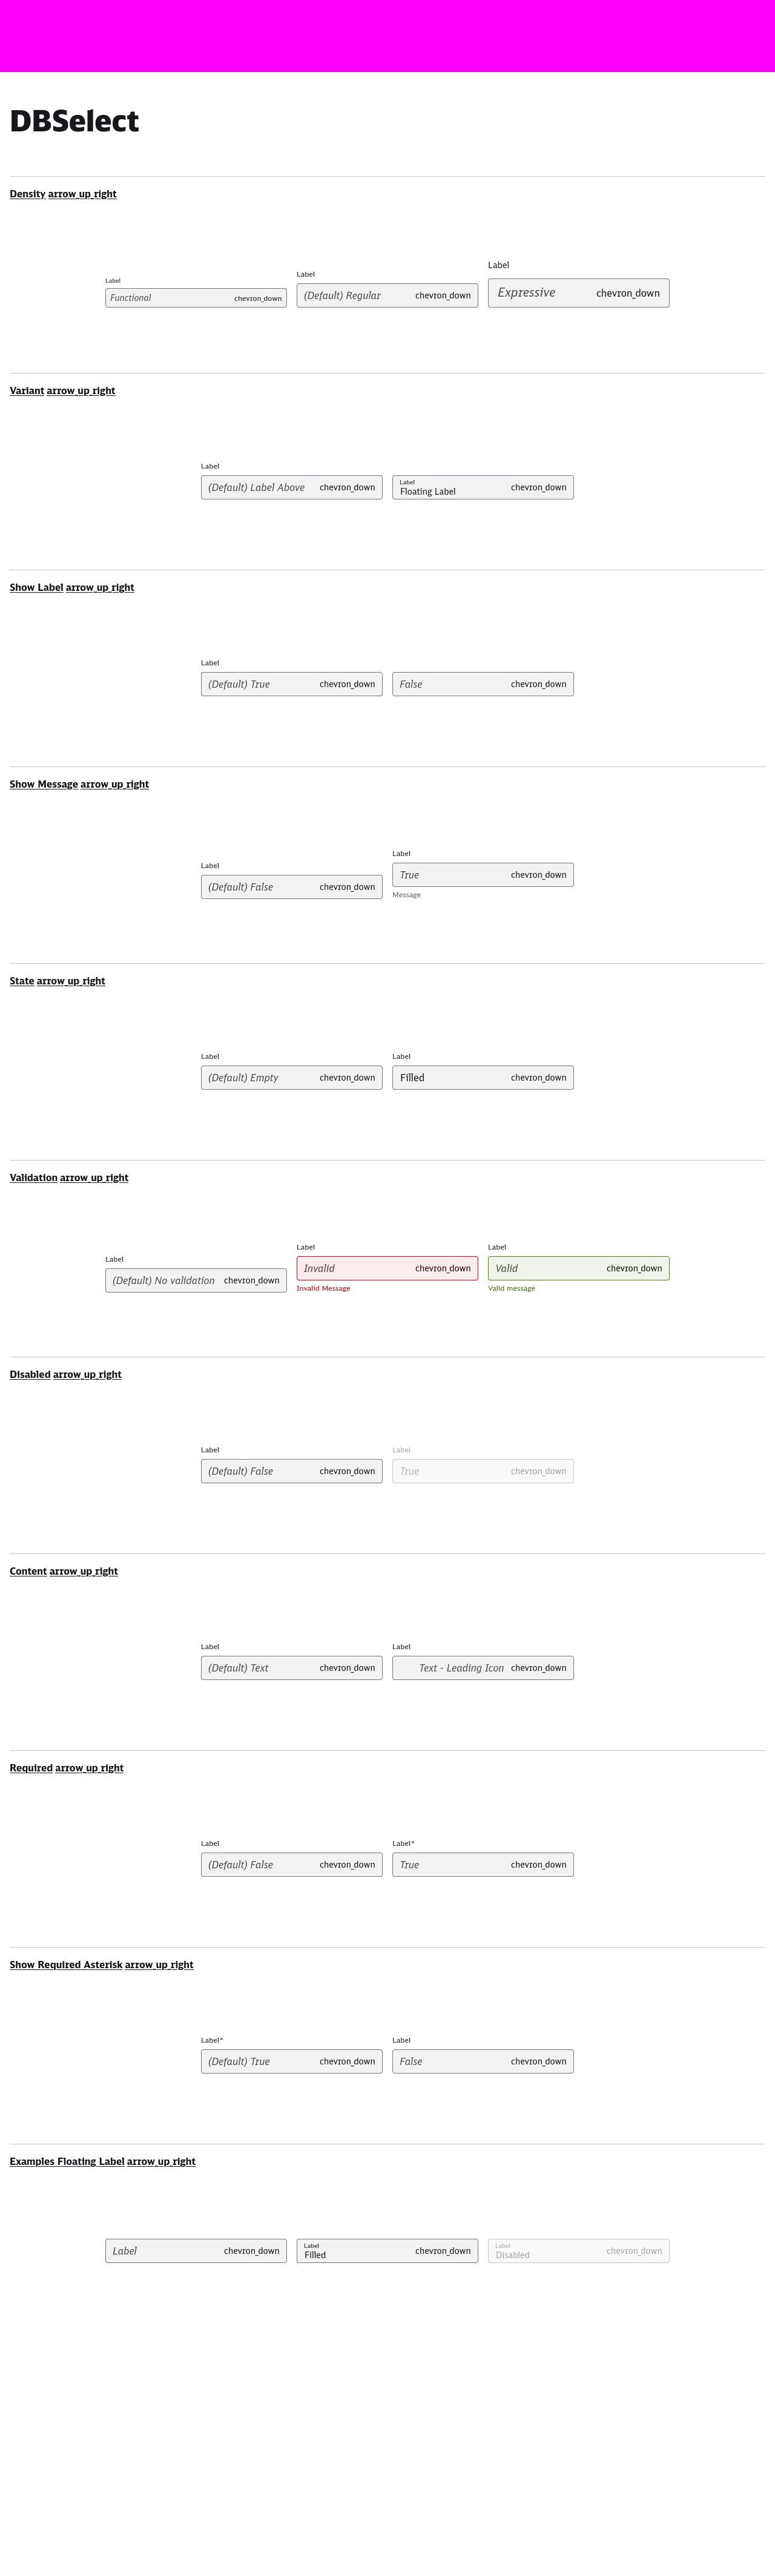 DBSelect
Density arrow_up_right
Label
Label
Label
Functional chevron_down
(Default) Regular chevron_down
Expressive chevron_down
Variant arrow_up_right
Label
(Default) Label Above chevron_down
Label
Floating Label chevron_down
Show Label arrow_up_right
Label
(Default) True chevron_down
False chevron_down
Show Message arrow_up_right
Label
(Default) False chevron_down
Label
True chevron_down
Message
State arrow_up_right
Label
(Default) Empty chevron_down
Label
Filled chevron_down
Validation arrow_up_right
Label
(Default) No validation chevron_down
Label
Invalid chevron_down
Invalid Message
Label
Valid chevron_down
Valid message
Disabled arrow_up_right
Label
(Default) False chevron_down
Label
True chevron_down
Content arrow_up_right
Label
(Default) Text chevron_down
Label
Text - Leading Icon chevron_down
Required arrow_up_right
Label
(Default) False chevron_down
Label*
True chevron_down
Show Required Asterisk arrow_up_right
Label*
(Default) True chevron_down
Label
False chevron_down
Examples Floating Label arrow_up_right
Label chevron_down
Label
Filled chevron_down
Label
Disabled chevron_down